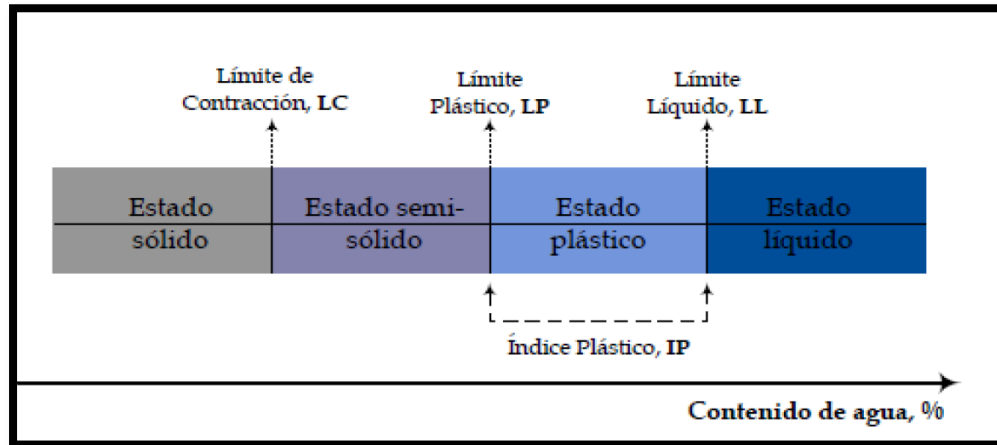 Límite de
Contracción, LC
Límite
Plástico, LP
Límite
Líquido, LL
Estado
sólido
Estado semi-
sólido
Estado
plástico
Estado
líquido
Índice Plástico, IP
Contenido de agua, %